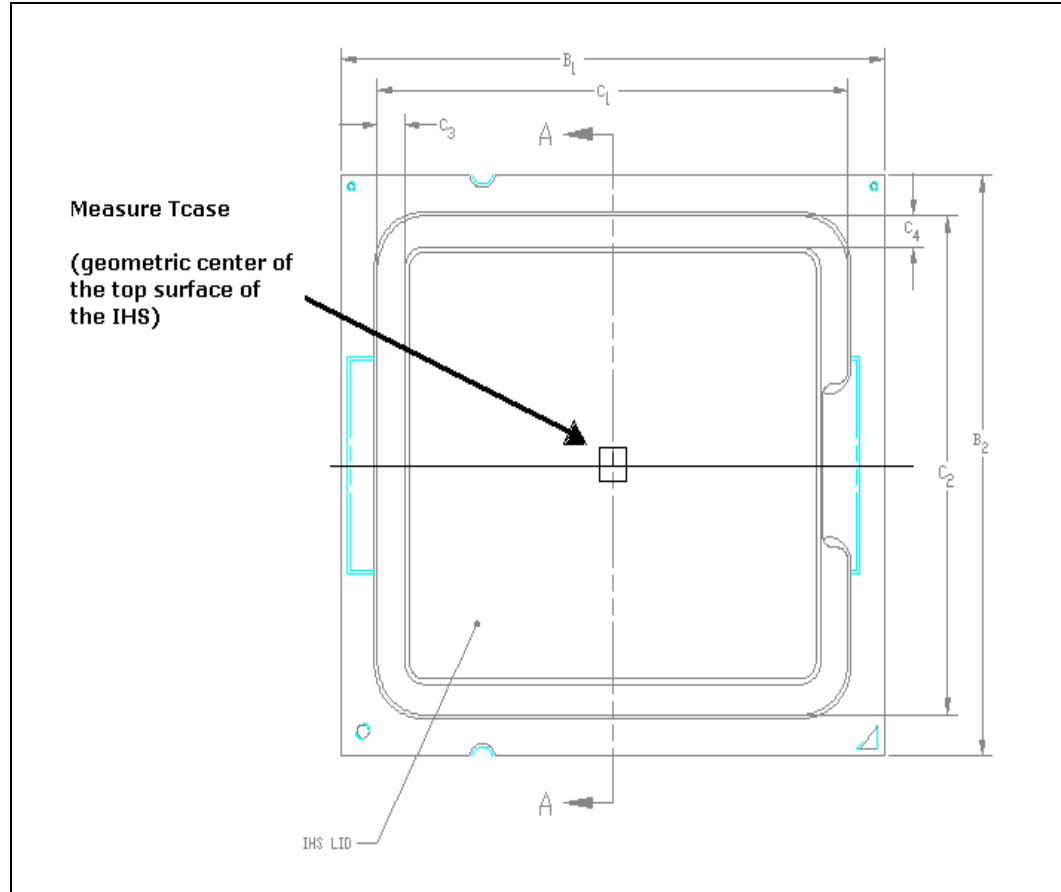 B1
C1
C3
A
Measure Tcase
(geometric center of
the top surface of
the IHS)
C4
B2
C2
A
IHS LID